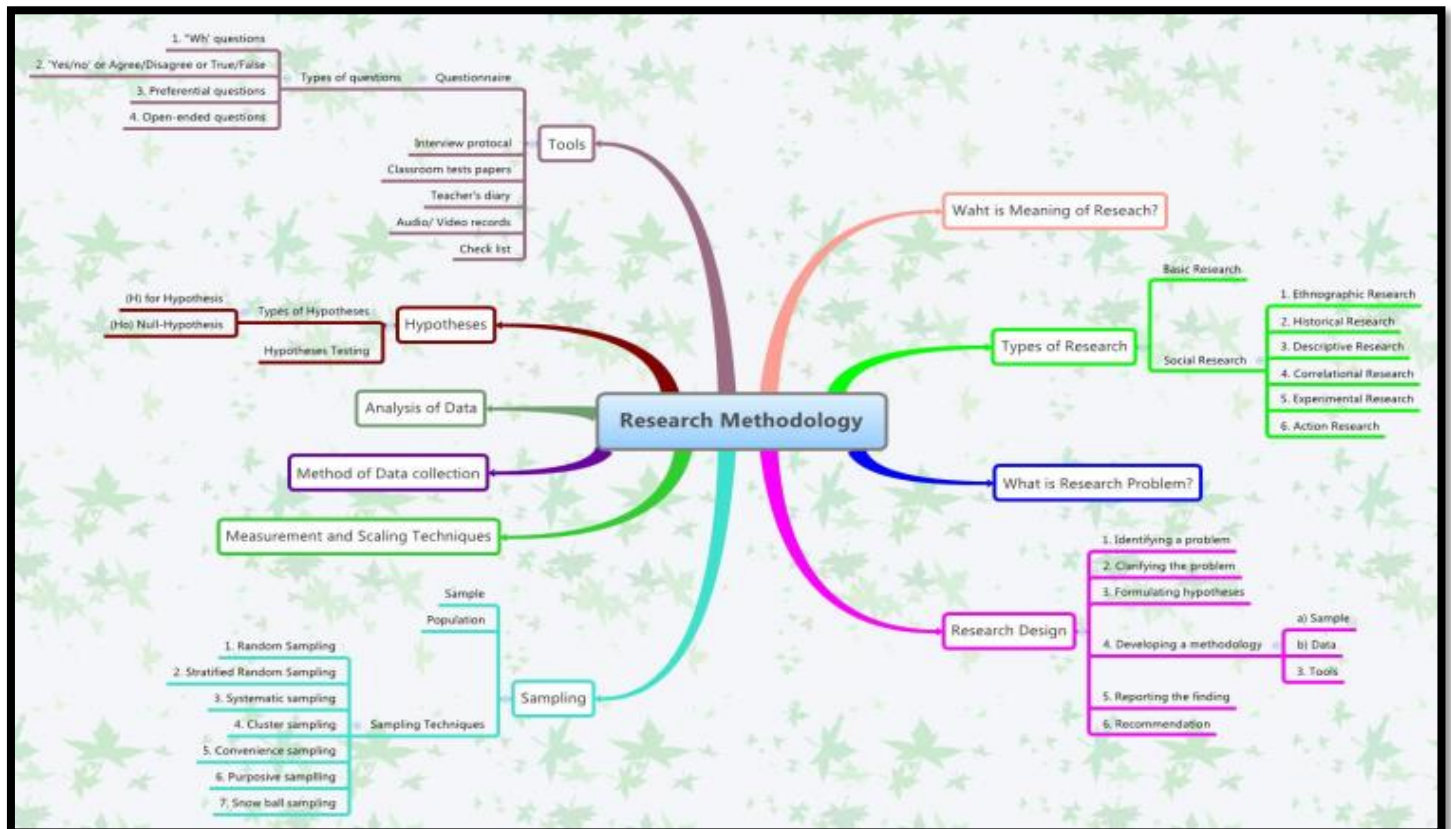 1. "Wh' questions
2. 'Yes/no' or Agree/Disagree or True/False
3. Preferential questions
4. Open-ended questions
Types of questions
Questionnaire
Interview protocal
Classroom tests papers
Teacher's diary
Audio/ Video records
Check list
Tools
(H) for Hypothesis
(Ho) Null-Hypothesis
Types of Hypotheses
Hypotheses Testing
Hypotheses
Analysis of Data
Method of Data collection
Measurement and Scaling Techniques
Sample
Population
1. Random Sampling
2. Stratified Random Sampling
3. Systematic sampling
4. Cluster sampling
5. Convenience sampling
6. Purposive samplling
7. Snow ball sampling
Sampling Techniques
Sampling
Research Methodology
Waht is Meaning of Reseach?
Types of Research
Basic Research
Social Research
1. Ethnographic Research
2. Historical Research
3. Descriptive Research
4. Correlational Research
5. Experimental Research
6. Action Research
What is Research Problem?
Research Design
1. Identifying a problem
2. Clarifying the problem
3. Formulating hypotheses
4. Developing a methodology
a) Sample
b) Data
3. Tools
5. Reporting the finding
6. Recommendation